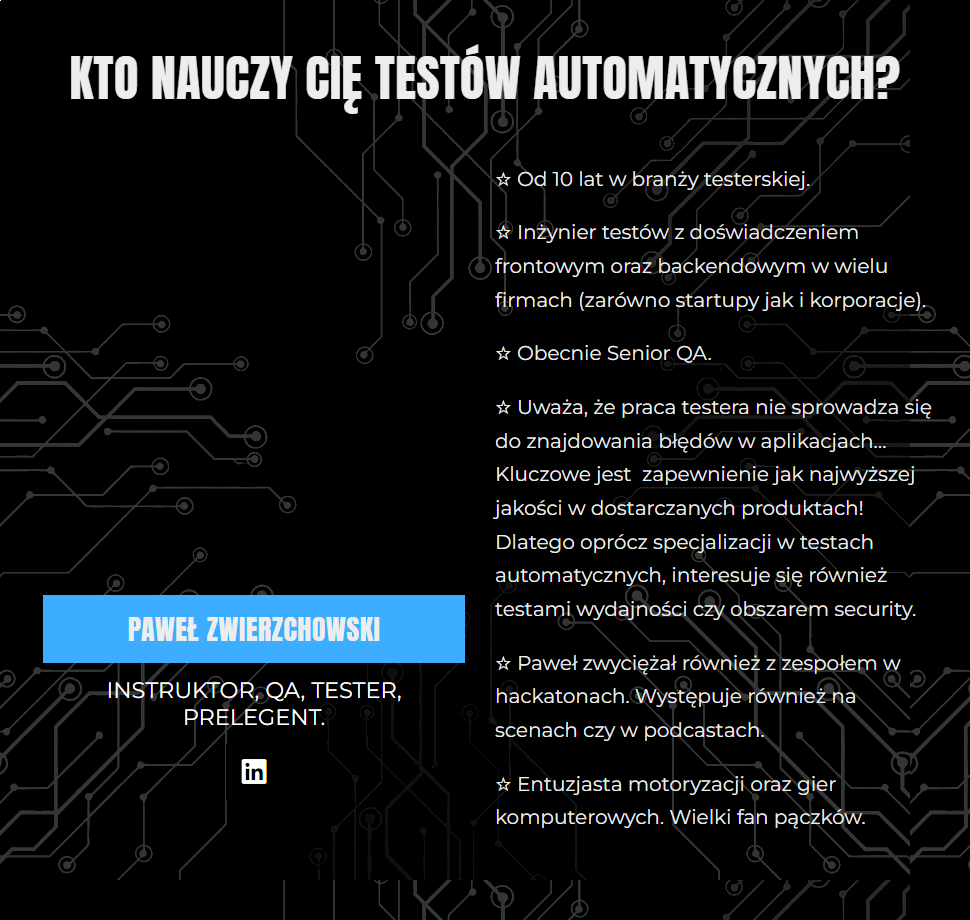 KTO NAUCZY CIĘ TESTÓW AUTOMATYCZNYCH?
PAWEŁ ZWIERZCHOWSKI
INSTRUKTOR, QA, TESTER,
PRELEGENT.
in
☆ Od 10 lat w branży testerskiej.
☆ Inżynier testów z doświadczeniem
frontowym oraz backendowym w wielu
firmach (zarówno startupy jak i korporacje).
☆ Obecnie Senior QA.
☆ Uważa, że praca testera nie sprowadza się
do znajdowania błędów w aplikacjach...
Kluczowe jest  zapewnienie jak najwyższej
jakości w dostarczanych produktach!
Dlatego oprócz specjalizacji w testach
automatycznych, interesuje się również
testami wydajności czy obszarem security.
☆ Paweł zwyciężał również z zespołem w
hackatonach. Występuje również na
scenach czy w podcastach.
☆ Entuzjasta motoryzacji oraz gier
komputerowych. Wielki fan pączków.